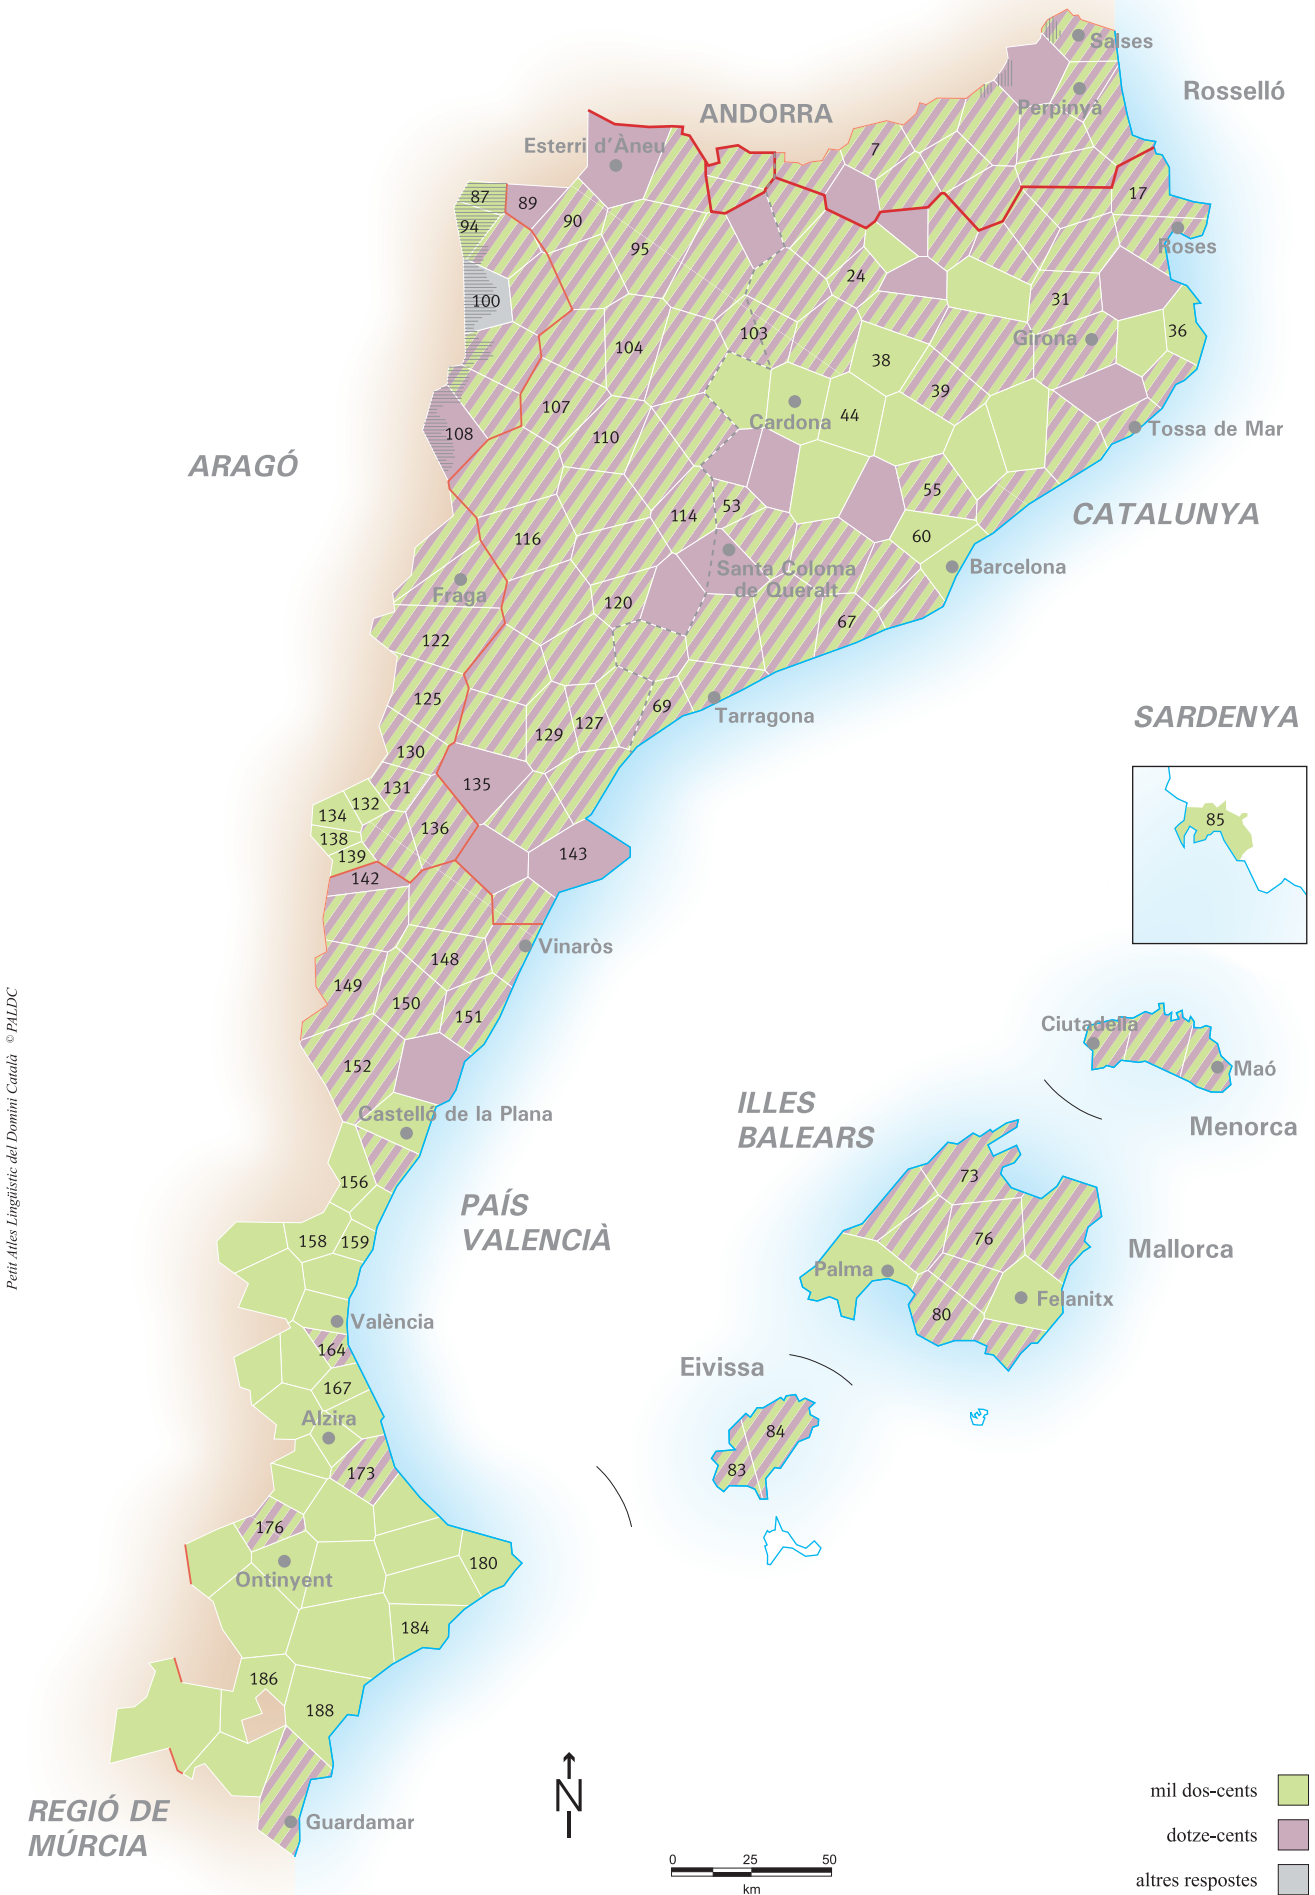 Salses
Rosselló
ANDORRA
Perpinyà
Esterri d'Àneu
7
17
87
89
90
94
95
Roses
24
100
31
103
Girona
36
104
38
39
107
Cardona
44
110
Tossa de Mar
108
ARAGÓ
55
53
114
CATALUNYA
60
116
Santa Coloma
de Queralt
Barcelona
Fraga
120
67
122
125
69
Tarragona
127
129
SARDENYA
130
131
135
132
134
136
85
138
139
143
142
Vinaròs
148
149
150
151
Ciutadella
152
Maó
ILLES
BALEARS
Castelló de la Plana
Menorca
73
156
PAÍS
VALENCIÀ
158
159
76
Mallorca
Palma
Felanitx
80
València
164
Eivissa
167
Alzira
84
83
173
176
180
Ontinyent
184
186
188
REGIÓ DE
MÚRCIA
Guardamar
N
0 25 50
km
mil dos-cents
dotze-cents
altres respostes
Petit Atles Lingüístic del Domini Català © PALDC